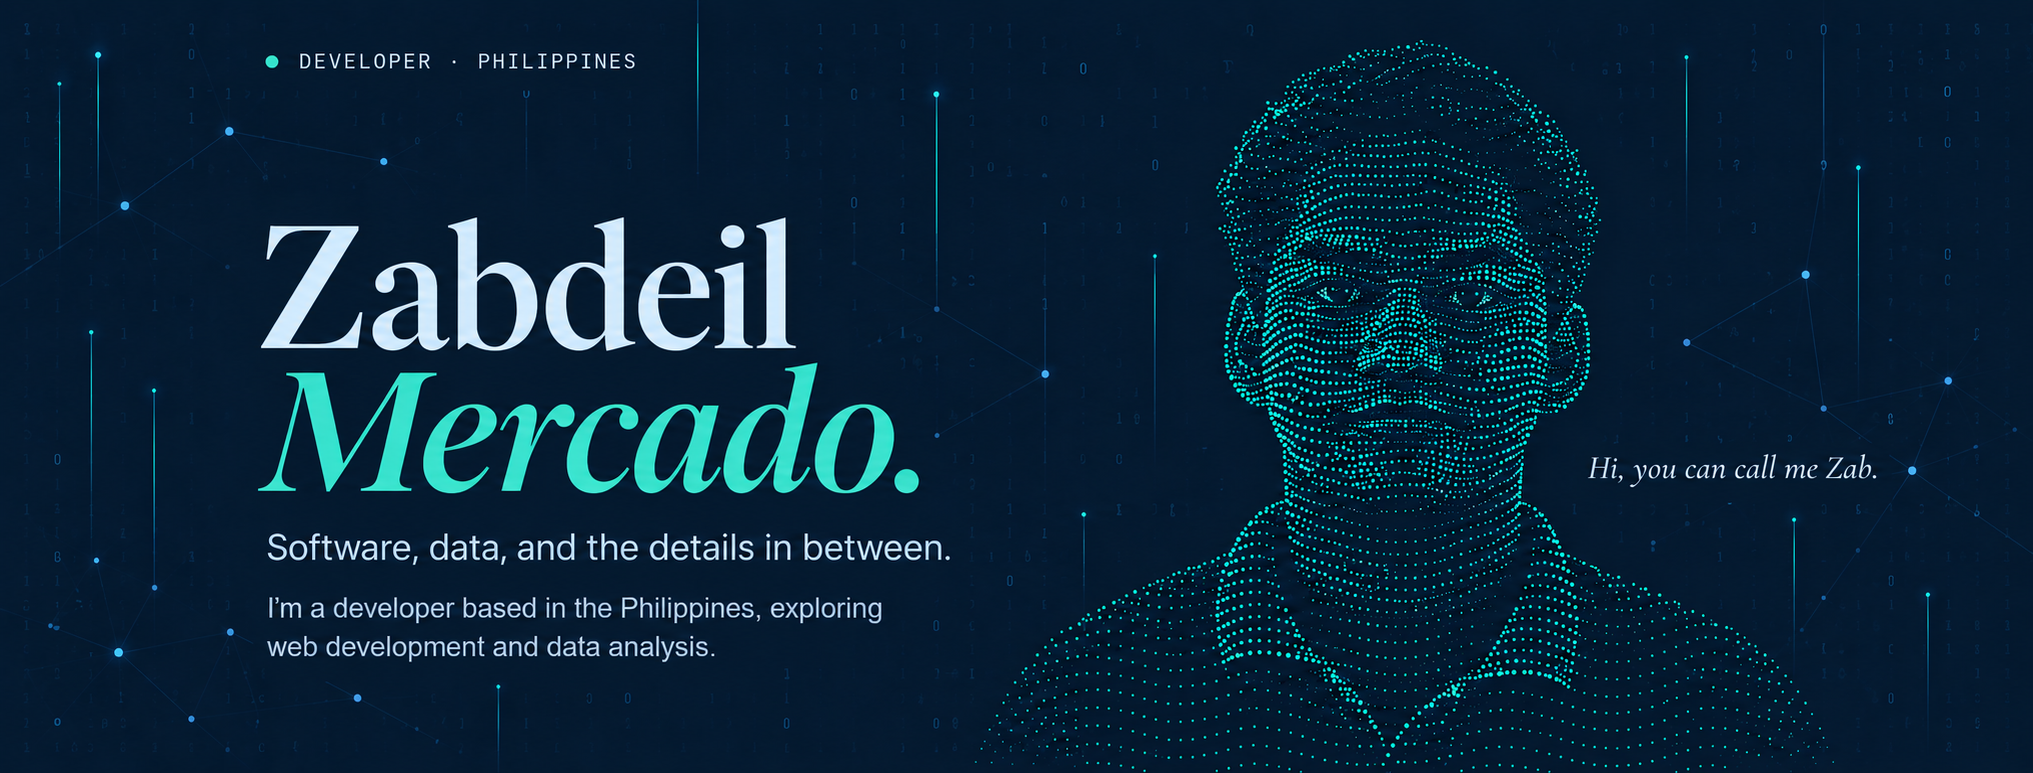 DEVELOPER · PHILIPPINES
Zabdeil
Mercado.
Software, data, and the details in between.
I’m a developer based in the Philippines, exploring
web development and data analysis.
Hi, you can call me Zab.